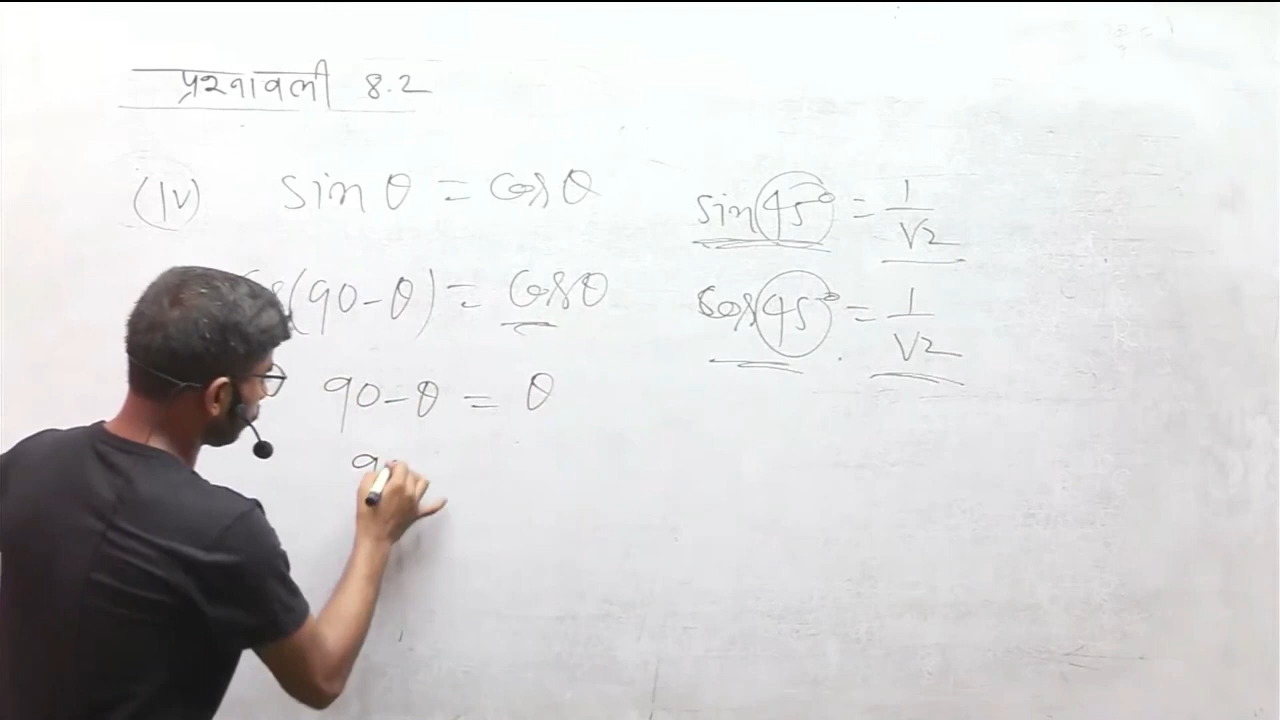 प्रश्नावली 8.2
(iv) sin θ = cos θ
(90-θ) = cos θ
90-θ = θ
9
sin 45° = 1/√2
cos 45° = 1/√2